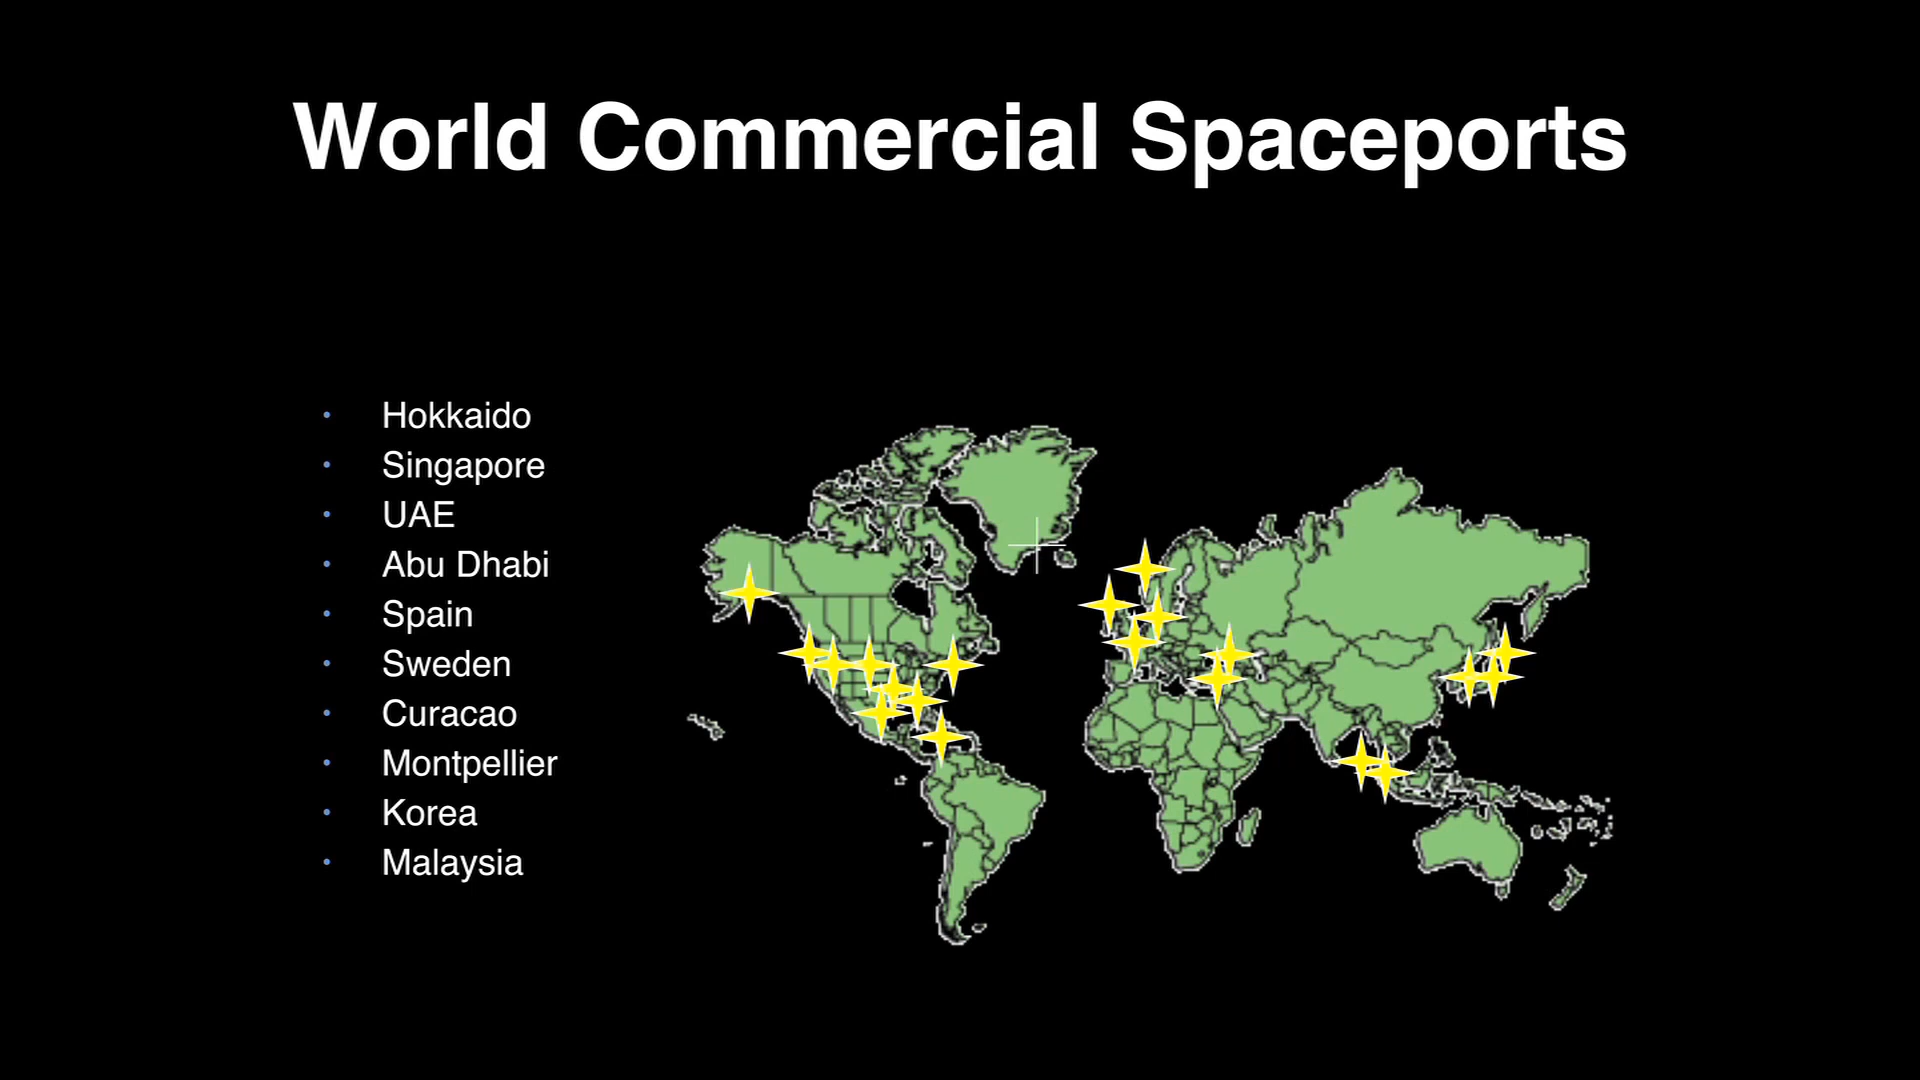 World Commercial Spaceports
• Hokkaido
• Singapore
• UAE
• Abu Dhabi
• Spain
• Sweden
• Curacao
• Montpellier
• Korea
• Malaysia